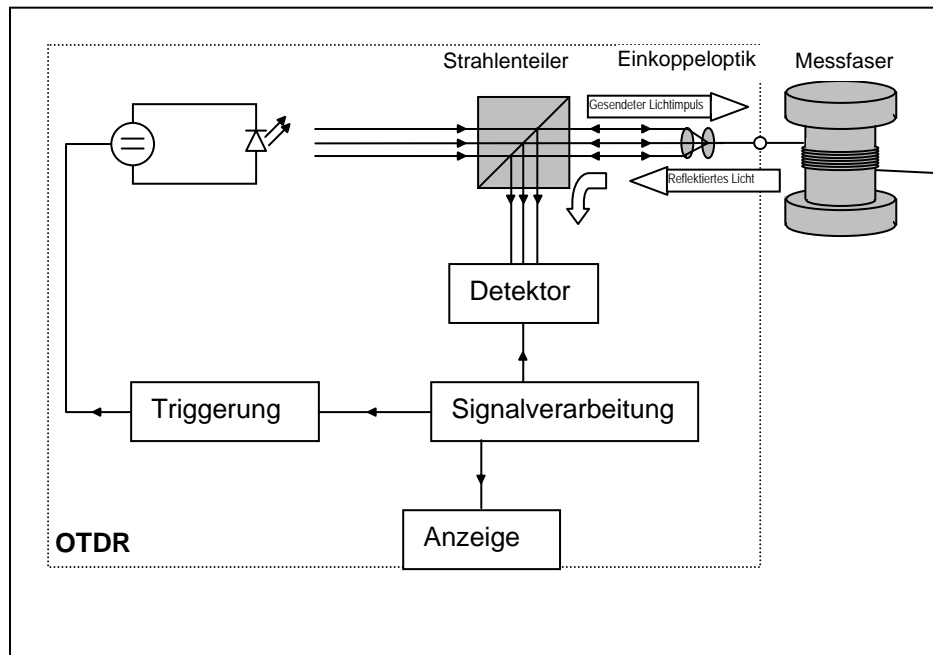 Strahlenteiler
Einkoppeloptik
Messfaser
Gesendeter Lichtimpuls
Reflektiertes Licht
Detektor
Triggerung
Signalverarbeitung
Anzeige
OTDR